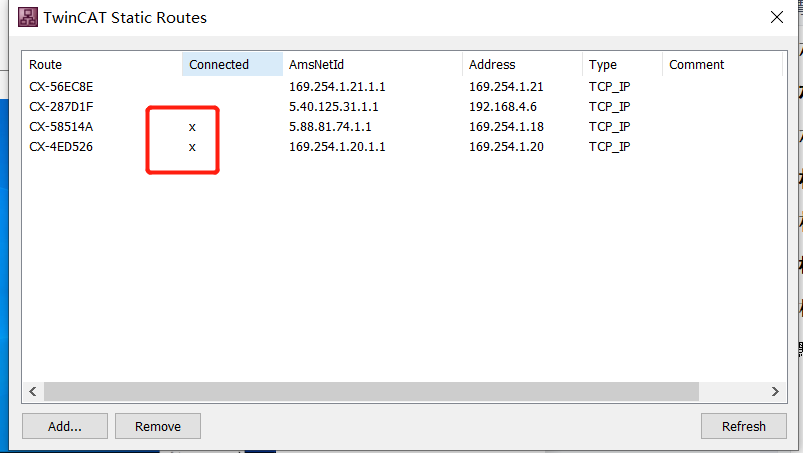 TwinCAT Static Routes
Route Connected AmsNetId Address Type Comment
CX-56EC8E 169.254.1.21.1.1 169.254.1.21 TCP_IP
CX-287D1F 5.40.125.31.1.1 192.168.4.6 TCP_IP
CX-58514A x 5.88.81.74.1.1 169.254.1.18 TCP_IP
CX-4ED526 x 169.254.1.20.1.1 169.254.1.20 TCP_IP
Add... Remove Refresh